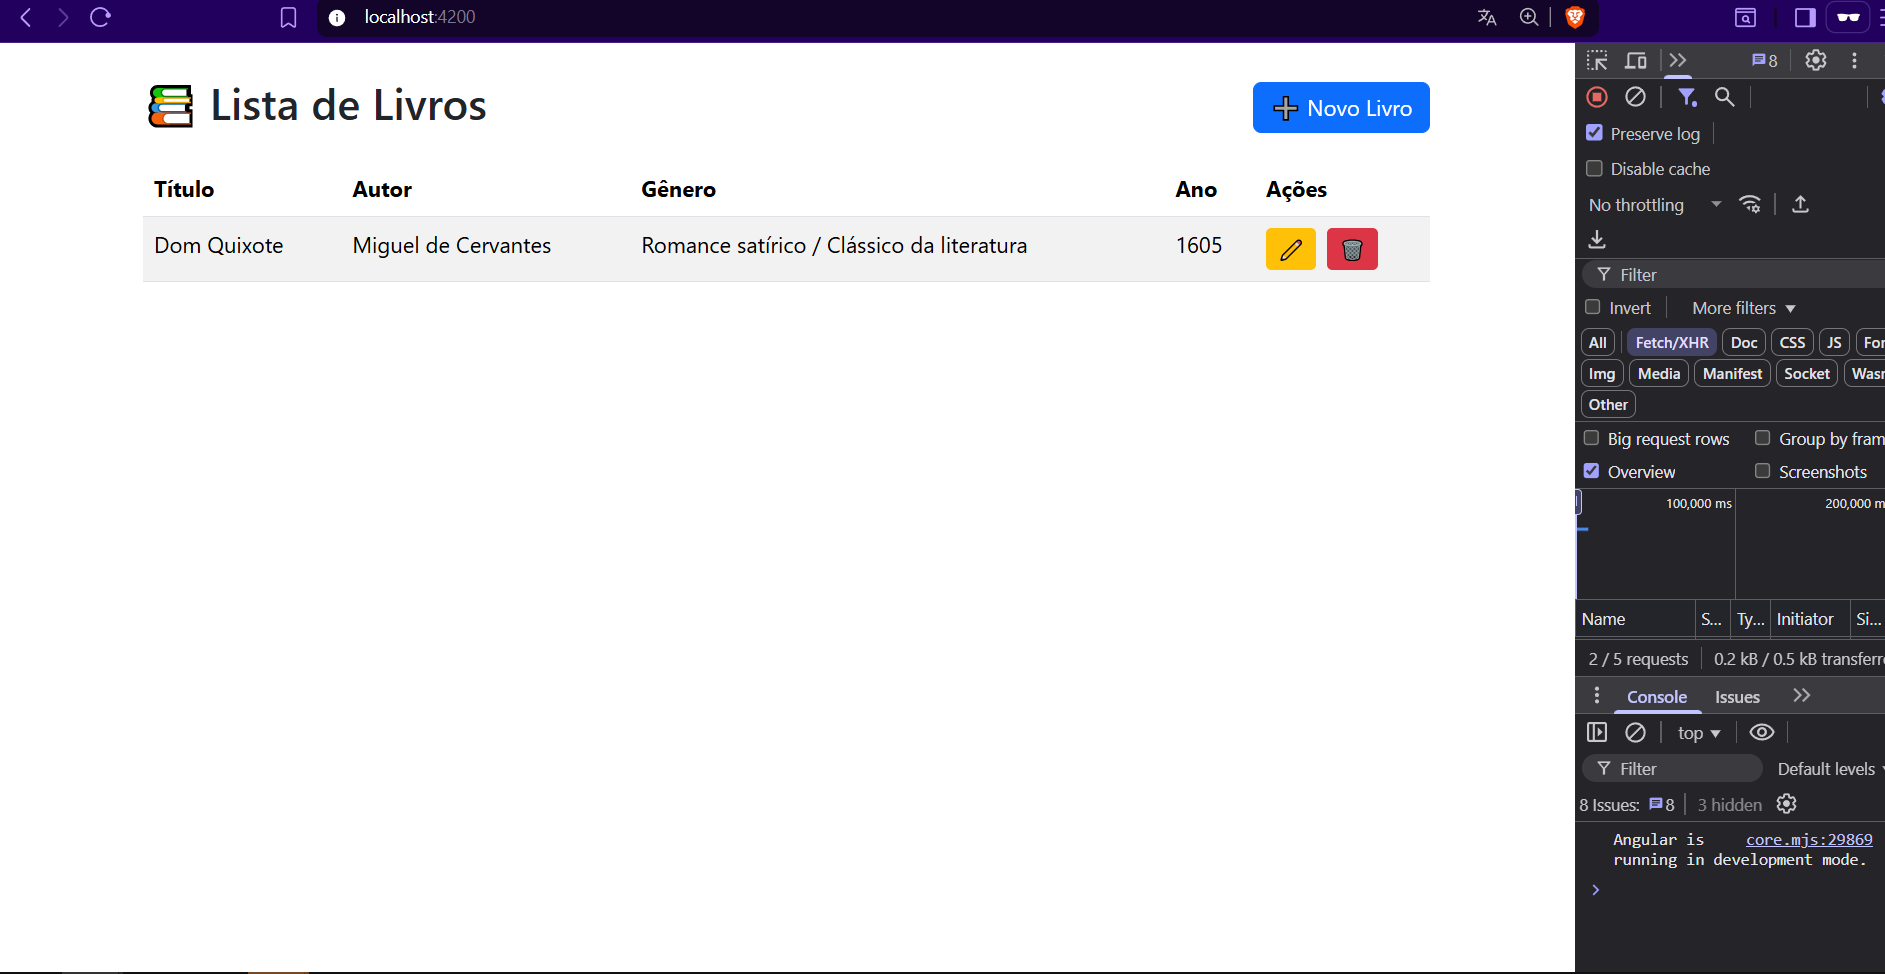 localhost:4200
Lista de Livros
Novo Livro
Título Autor Gênero Ano Ações
Dom Quixote Miguel de Cervantes Romance satírico / Clássico da literatura 1605
8
Preserve log
Disable cache
No throttling
Filter
Invert More filters
All Fetch/XHR Doc CSS JS For
Img Media Manifest Socket Wasm
Other
Big request rows Group by fram
Overview Screenshots
100,000 ms 200,000 m
Name S... Ty... Initiator Si...
2 / 5 requests 0.2 kB / 0.5 kB transferre
Console Issues
top
Filter Default levels
8 Issues: 8 3 hidden
Angular is core.mjs:29869
running in development mode.